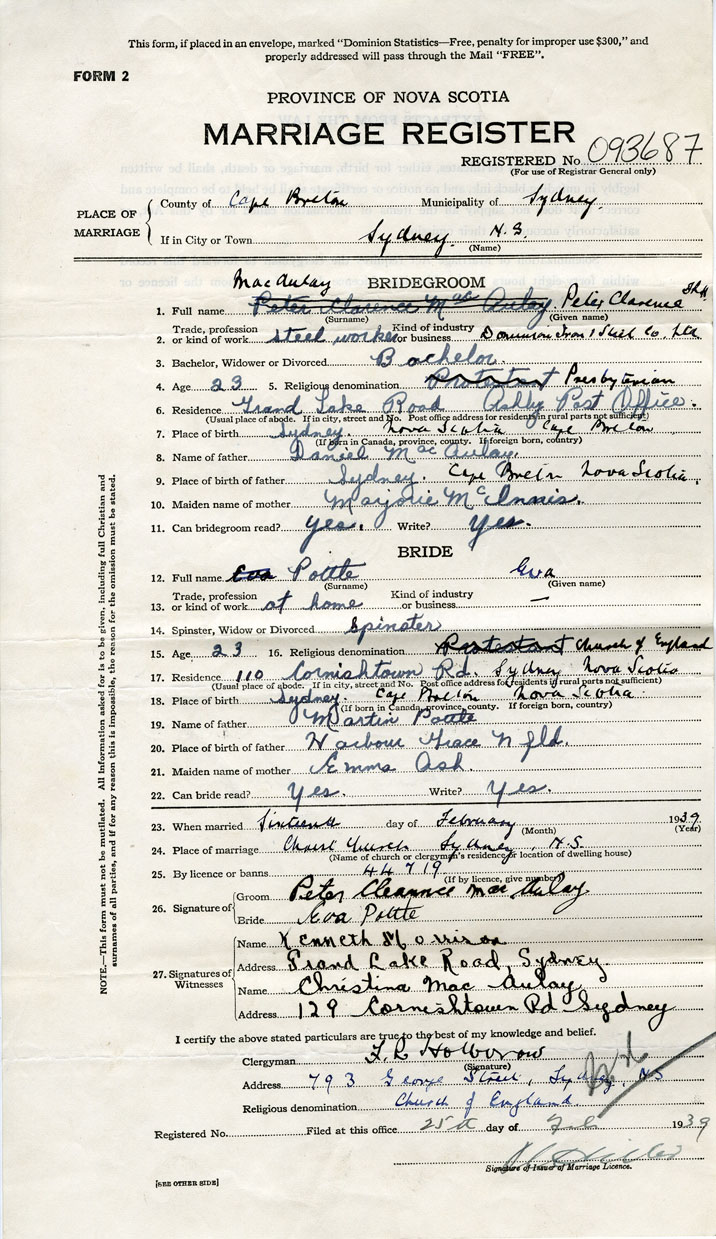 This form, if placed in an envelope, marked "Dominion Statistics—Free, penalty for improper use $300," and
properly addressed will pass through the Mail "FREE".
FORM 2
PROVINCE OF NOVA SCOTIA
MARRIAGE REGISTER
REGISTERED No. 093687
(For use of Registrar General only)
PLACE OF MARRIAGE
County of Cape Breton Municipality of Sydney.
If in City or Town Sydney. N.S.
(Name)
BRIDEGROOM
MacAulay
1. Full name Peter Clarence MacAulay. Peter Clarence
(Surname) (Given name)
Trade, profession Kind of industry
2. or kind of work steel worker or business Dominion Iron & Steel Co. Ltd
3. Bachelor, Widower or Divorced Bachelor.
4. Age 23 5. Religious denomination Protestant Presbyterian
6. Residence Grand Lake Road Ashby Post Office.
(Usual place of abode. If in city, street and No. Post office address for residents in rural parts not sufficient)
7. Place of birth Sydney. Nova Scotia Cape Breton
(If born in Canada, province, county. If foreign born, country)
8. Name of father Daniel MacAulay.
9. Place of birth of father Sydney. Cape Breton Nova Scotia.
10. Maiden name of mother Marjorie McInnis.
11. Can bridegroom read? yes. Write? Yes.
BRIDE
12. Full name Eva Pottle Eva
(Surname) (Given name)
Trade, profession Kind of industry
13. or kind of work at home or business —
14. Spinster, Widow or Divorced Spinster
15. Age 23 16. Religious denomination Protestant Church of England
17. Residence 110 Cornishtown Rd. Sydney Nova Scotia
(Usual place of abode. If in city, street and No. Post office address for residents in rural parts not sufficient)
18. Place of birth Sydney. Cape Breton Nova Scotia.
(If born in Canada, province, county. If foreign born, country)
19. Name of father Martin Pottle
20. Place of birth of father Harbour Grace Nfld.
21. Maiden name of mother Emma Ash.
22. Can bride read? Yes. Write? Yes.
23. When married Sixteenth day of February 1939
(Month) (Year)
24. Place of marriage Christ Church Sydney, N.S.
(Name of church or clergyman's residence or location of dwelling house)
25. By licence or banns 44719
(If by licence, give number)
26. Signature of
Groom Peter Clearnce Mac Aulay.
Bride Eva Pottle
27. Signatures of Witnesses
Name Kenneth Morrison
Address Grand Lake Road Sydney.
Name Christina Mac Aulay
Address 129 Cornishtown Rd Sydney
I certify the above stated particulars are true to the best of my knowledge and belief.
Clergyman
(Signature)
Address 793 George Street, Sydney, NS
Religious denomination Church of England
Registered No. Filed at this office 25th day of Feb 1939
Signature of Issuer of Marriage Licence.
[SEE OTHER SIDE]
NOTE.—This form must not be mutilated. All information asked for is to be given, including full Christian and
surnames of all parties, and if for any reason this is impossible, the reason for the omission must be stated.